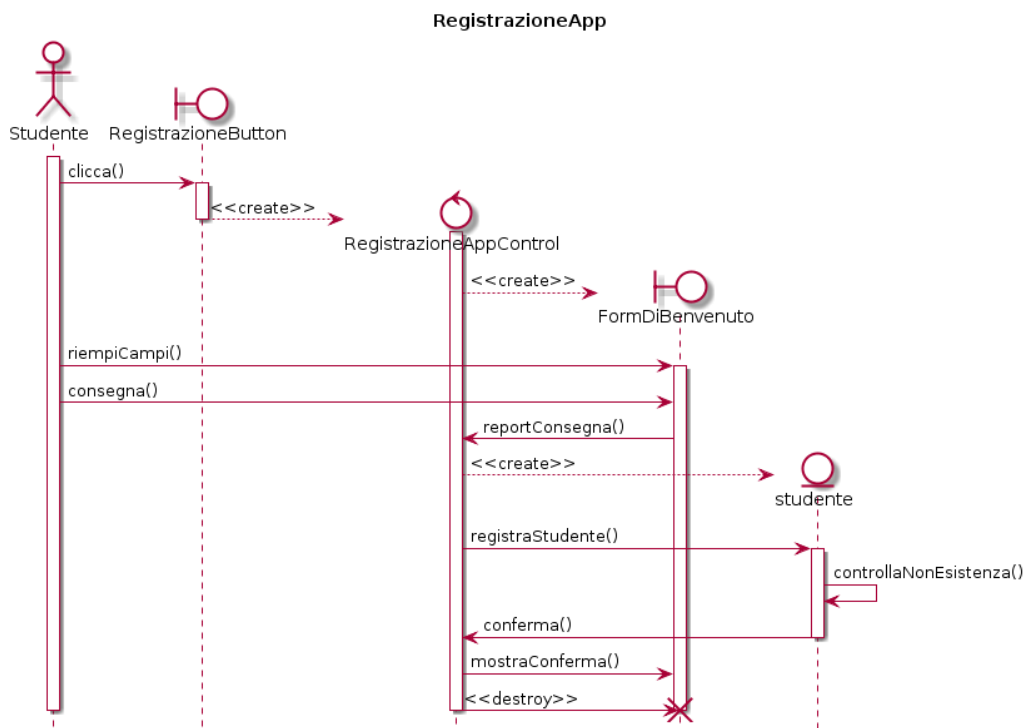 RegistrazioneApp
Studente
RegistrazioneButton
clicca()
<<create>>
RegistrazioneAppControl
<<create>>
FormDiBenvenuto
riempiCampi()
consegna()
reportConsegna()
<<create>>
studente
registraStudente()
controllaNonEsistenza()
conferma()
mostraConferma()
<<destroy>>